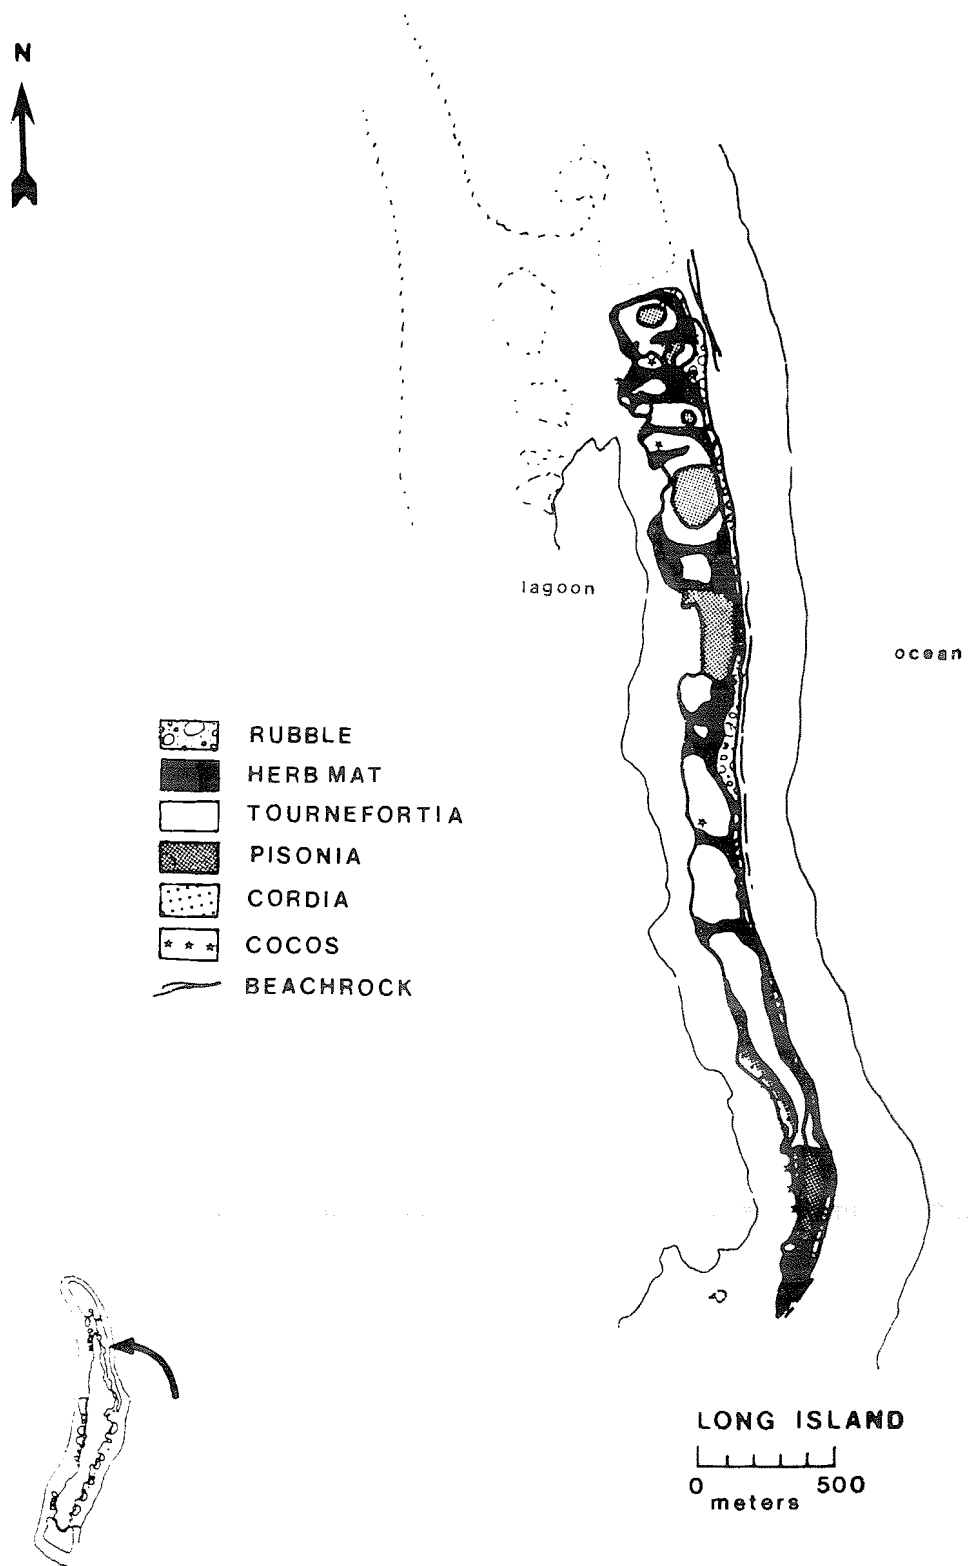 N
lagoon
ocean
RUBBLE
HERB MAT
TOURNEFORTIA
PISONIA
CORDIA
COCOS
BEACHROCK
LONG ISLAND
0 500
meters